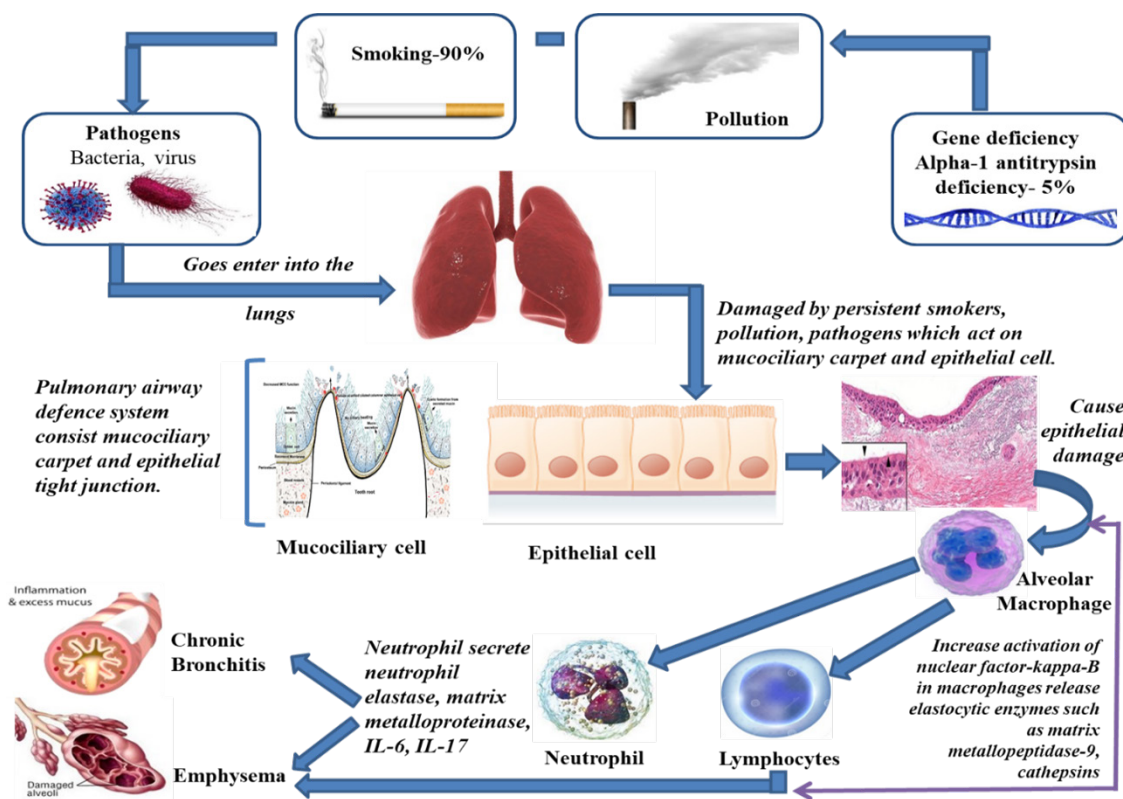 Smoking-90%
Pollution
Gene deficiency
Alpha-1 antitrypsin
deficiency- 5%
Pathogens
Bacteria, virus
Goes enter into the
lungs
Damaged by persistent smokers,
pollution, pathogens which act on
mucociliary carpet and epithelial cell.
Pulmonary airway
defence system
consist mucociliary
carpet and epithelial
tight junction.
Tooth root
Mucociliary cell
Epithelial cell
Cause
epithelial
damage
Alveolar
Macrophage
Inflammation
& excess mucus
Chronic
Bronchitis
Neutrophil secrete
neutrophil
elastase, matrix
metalloproteinase,
IL-6, IL-17
Neutrophil
Lymphocytes
Increase activation of
nuclear factor-kappa-B
in macrophages release
elastocytic enzymes such
as matrix
metallopeptidase-9,
cathepsins
Damaged
alveoli
Emphysema